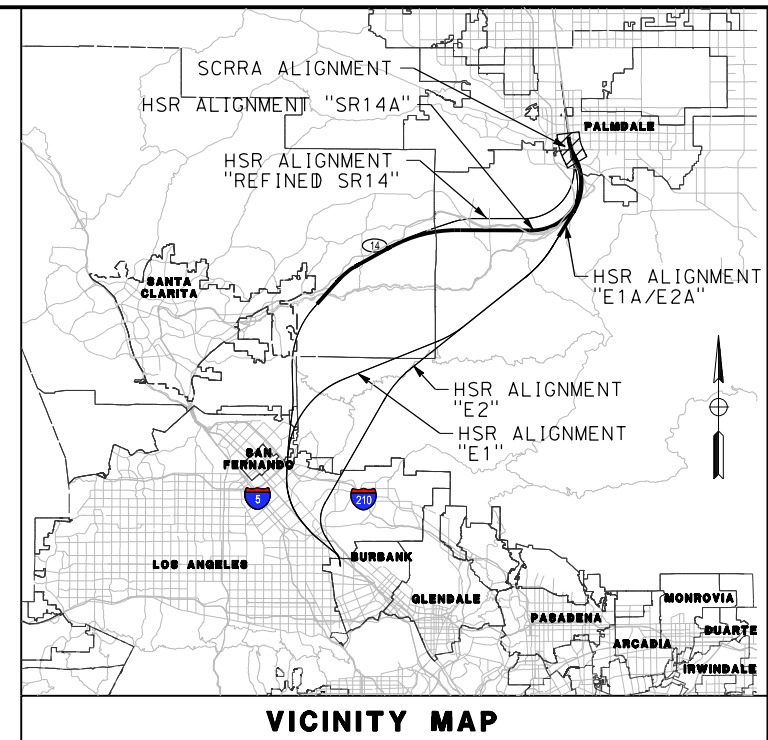 SCRRA ALIGNMENT
HSR ALIGNMENT "SR14A"
PALMDALE
HSR ALIGNMENT
"REFINED SR14"
14
SANTA
CLARITA
HSR ALIGNMENT
"E1A/E2A"
HSR ALIGNMENT
"E2"
HSR ALIGNMENT
"E1"
SAN
FERNANDO
5
210
LOS ANGELES
BURBANK
GLENDALE
PASADENA
MONROVIA
DUARTE
ARCADIA
IRWINDALE
VICINITY MAP